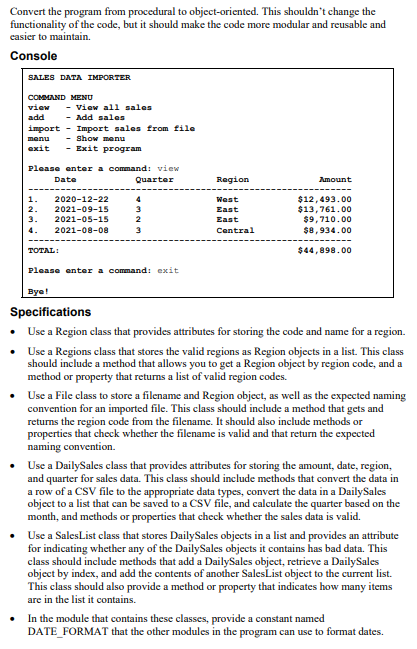 Convert the program from procedural to object-oriented. This shouldn't change the
functionality of the code, but it should make the code more modular and reusable and
easier to maintain.
Console
SALES DATA IMPORTER
COMMAND MENU
view - View all sales
add - Add sales
import - Import sales from file
menu - Show menu
exit - Exit program
Please enter a command: view
Date Quarter Region Amount
----------------------------------------------------------------
1. 2020-12-22 4 West $12,493.00
2. 2021-09-15 3 East $13,761.00
3. 2021-05-15 2 East $9,710.00
4. 2021-08-08 3 Central $8,934.00
----------------------------------------------------------------
TOTAL: $44,898.00
Please enter a command: exit
Bye!
Specifications
• Use a Region class that provides attributes for storing the code and name for a region.
• Use a Regions class that stores the valid regions as Region objects in a list. This class
should include a method that allows you to get a Region object by region code, and a
method or property that returns a list of valid region codes.
• Use a File class to store a filename and Region object, as well as the expected naming
convention for an imported file. This class should include a method that gets and
returns the region code from the filename. It should also include methods or
properties that check whether the filename is valid and that return the expected
naming convention.
• Use a DailySales class that provides attributes for storing the amount, date, region,
and quarter for sales data. This class should include methods that convert the data in
a row of a CSV file to the appropriate data types, convert the data in a DailySales
object to a list that can be saved to a CSV file, and calculate the quarter based on the
month, and methods or properties that check whether the sales data is valid.
• Use a SalesList class that stores DailySales objects in a list and provides an attribute
for indicating whether any of the DailySales objects it contains has bad data. This
class should include methods that add a DailySales object, retrieve a DailySales
object by index, and add the contents of another SalesList object to the current list.
This class should also provide a method or property that indicates how many items
are in the list it contains.
• In the module that contains these classes, provide a constant named
DATE_FORMAT that the other modules in the program can use to format dates.